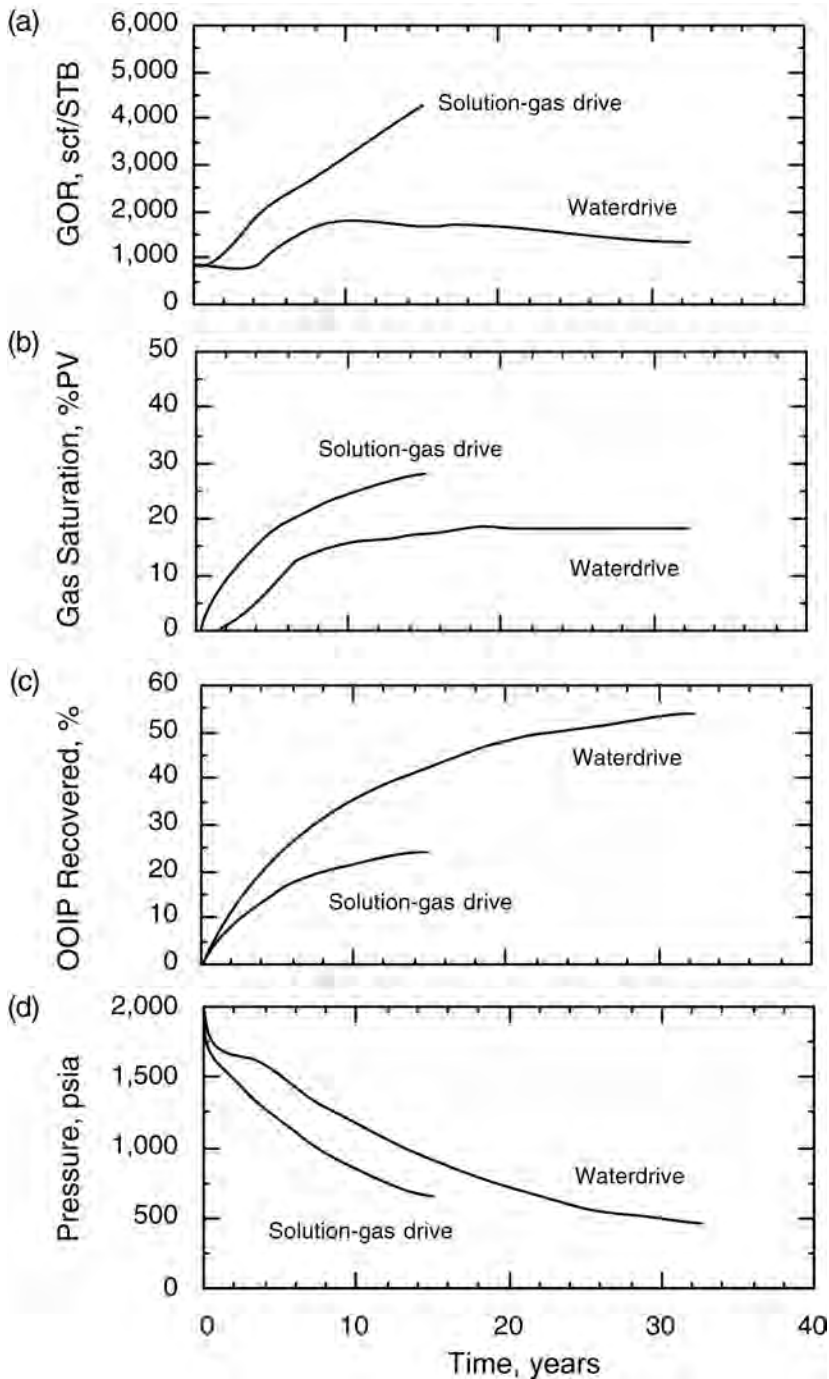 (a)
6,000
5,000
4,000
3,000
2,000
1,000
0
GOR, scf/STB
Solution-gas drive
Waterdrive
(b)
50
40
30
20
10
0
Gas Saturation, %PV
Solution-gas drive
Waterdrive
(c)
60
50
40
30
20
10
0
OOIP Recovered, %
Waterdrive
Solution-gas drive
(d)
2,000
1,500
1,000
500
0
Pressure, psia
Waterdrive
Solution-gas drive
0 10 20 30 40
Time, years